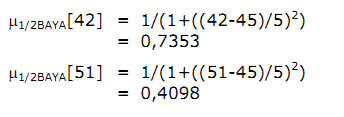 μ1/2BAYA[42] = 1/(1+((42-45)/5)²)
= 0,7353
μ1/2BAYA[51] = 1/(1+((51-45)/5)²)
= 0,4098